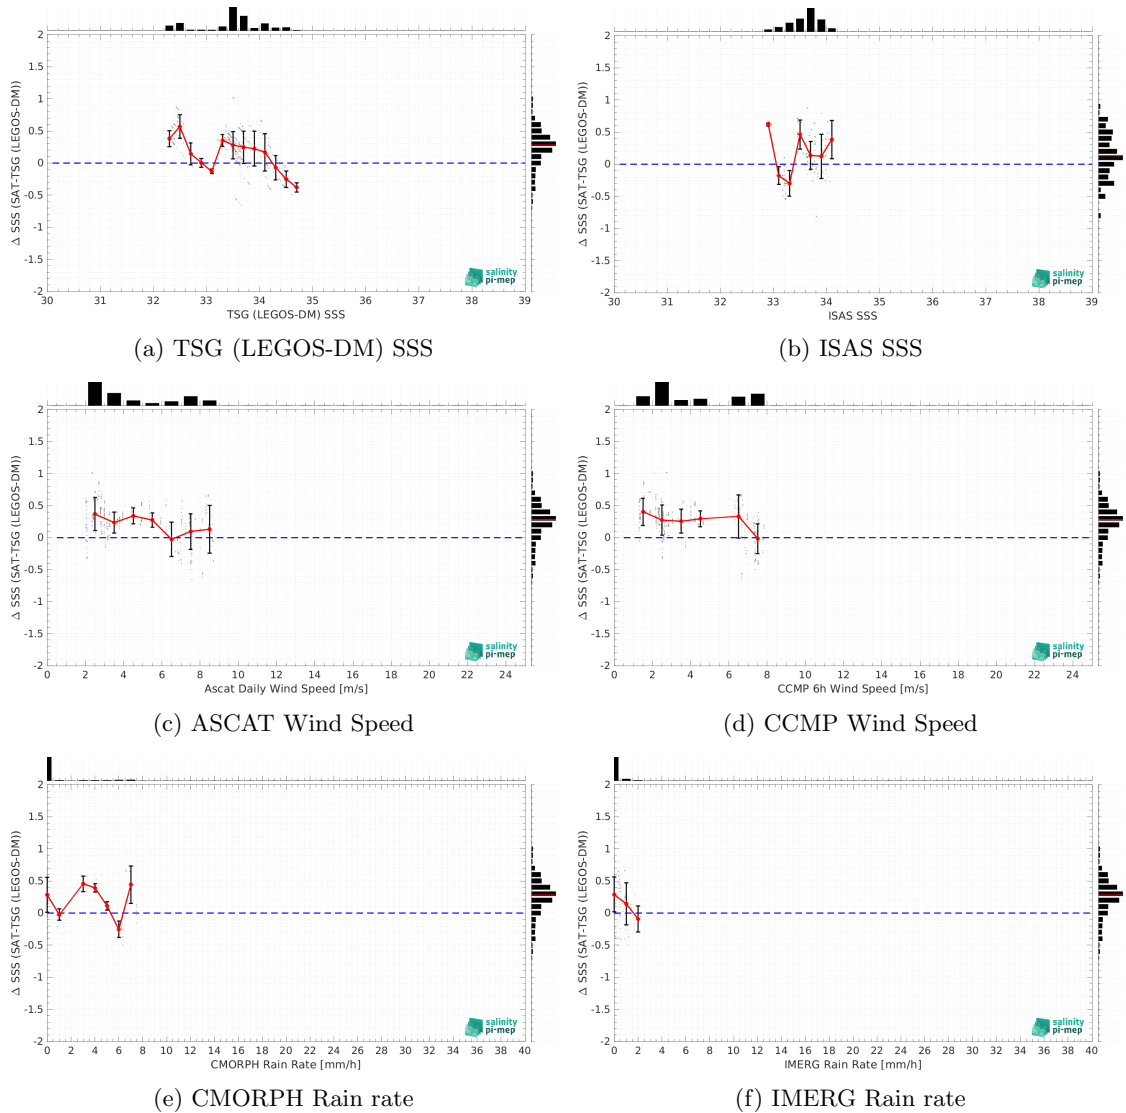 2
1.5
1
0.5
0
-0.5
-1
-1.5
-2
Δ SSS (SAT-TSG (LEGOS-DM))
30 31 32 33 34 35 36 37 38 39
TSG (LEGOS-DM) SSS
salinity
pi-mep
(a) TSG (LEGOS-DM) SSS
2
1.5
1
0.5
0
-0.5
-1
-1.5
-2
Δ SSS (SAT-TSG (LEGOS-DM))
30 31 32 33 34 35 36 37 38 39
ISAS SSS
salinity
pi-mep
(b) ISAS SSS
2
1.5
1
0.5
0
-0.5
-1
-1.5
-2
Δ SSS (SAT-TSG (LEGOS-DM))
0 2 4 6 8 10 12 14 16 18 20 22 24
Ascat Daily Wind Speed [m/s]
salinity
pi-mep
(c) ASCAT Wind Speed
2
1.5
1
0.5
0
-0.5
-1
-1.5
-2
Δ SSS (SAT-TSG (LEGOS-DM))
0 2 4 6 8 10 12 14 16 18 20 22 24
CCMP 6h Wind Speed [m/s]
salinity
pi-mep
(d) CCMP Wind Speed
2
1.5
1
0.5
0
-0.5
-1
-1.5
-2
Δ SSS (SAT-TSG (LEGOS-DM))
0 2 4 6 8 10 12 14 16 18 20 22 24 26 28 30 32 34 36 38 40
CMORPH Rain Rate [mm/h]
salinity
pi-mep
(e) CMORPH Rain rate
2
1.5
1
0.5
0
-0.5
-1
-1.5
-2
Δ SSS (SAT-TSG (LEGOS-DM))
0 2 4 6 8 10 12 14 16 18 20 22 24 26 28 30 32 34 36 38 40
IMERG Rain Rate [mm/h]
salinity
pi-mep
(f) IMERG Rain rate